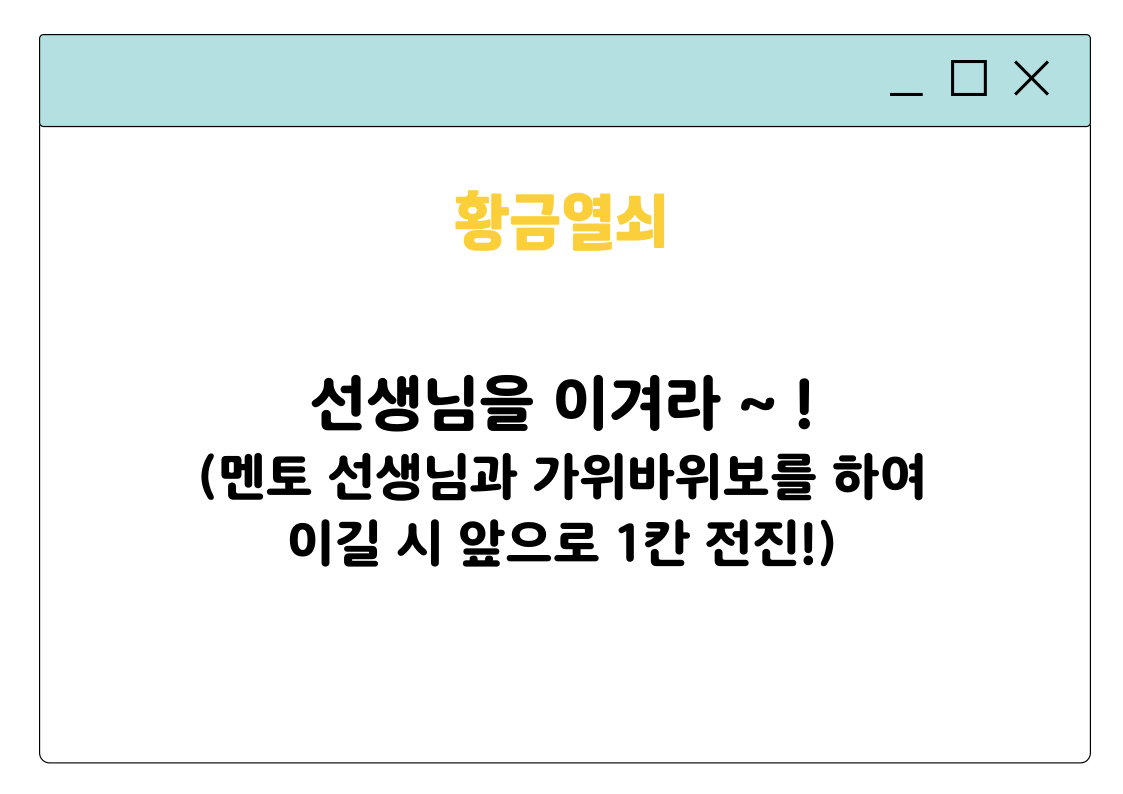 황금열쇠
선생님을 이겨라 ~ !
(멘토 선생님과 가위바위보를 하여
이길 시 앞으로 1칸 전진!)